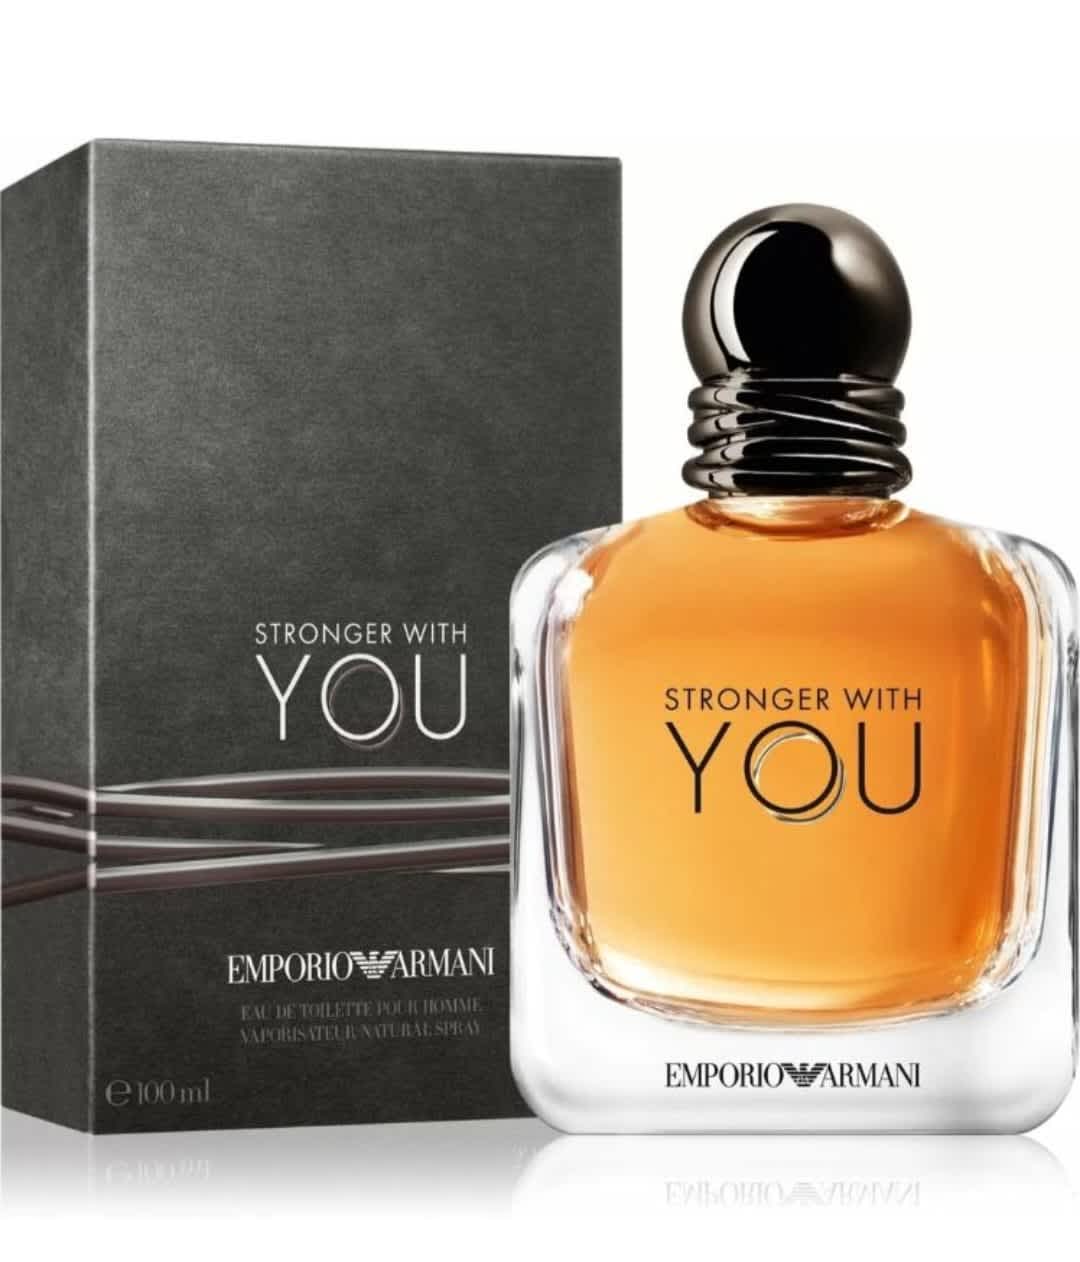 STRONGER WITH
YOU
EMPORIO ARMANI
EAU DE TOILETTE POUR HOMME
VAPORISATEUR NATURAL SPRAY
e 100 ml
STRONGER WITH
YOU
EMPORIO ARMANI